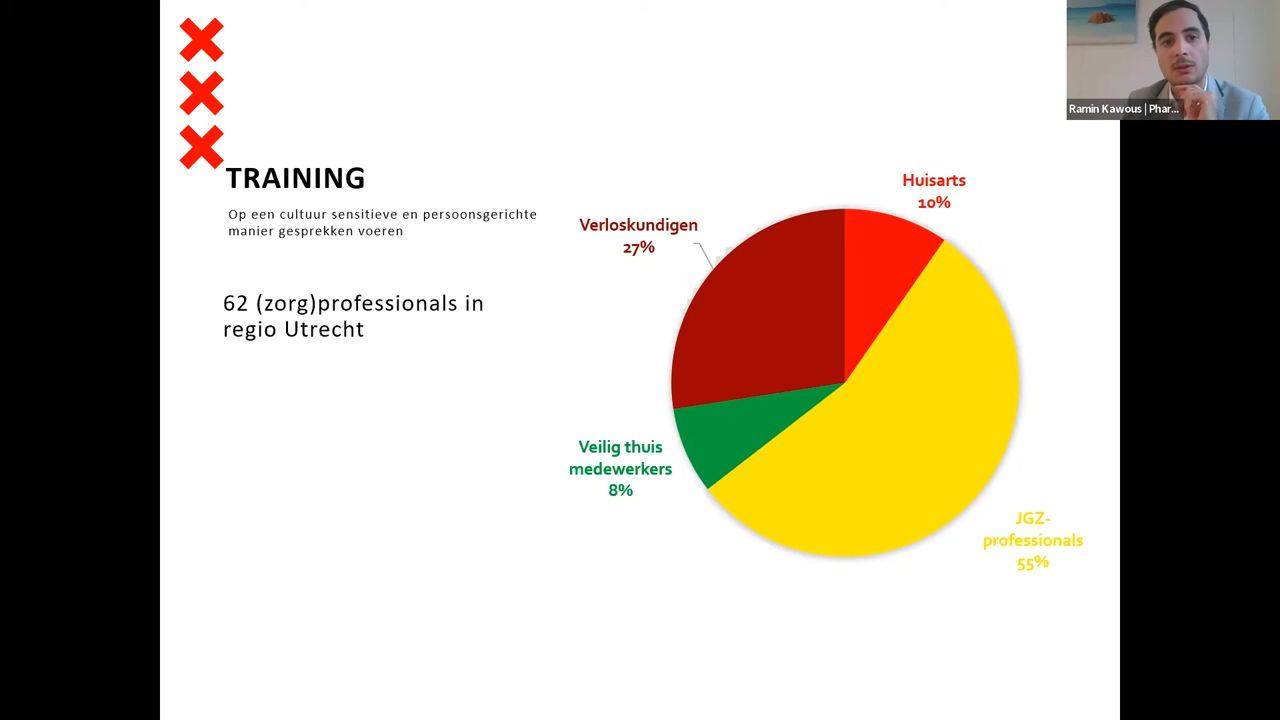 TRAINING
Op een cultuur sensitieve en persoonsgerichte
manier gesprekken voeren
62 (zorg)professionals in
regio Utrecht
Huisarts
10%
Verloskundigen
27%
Veilig thuis
medewerkers
8%
JGZ-
professionals
55%
Ramin Kawous | Phar...